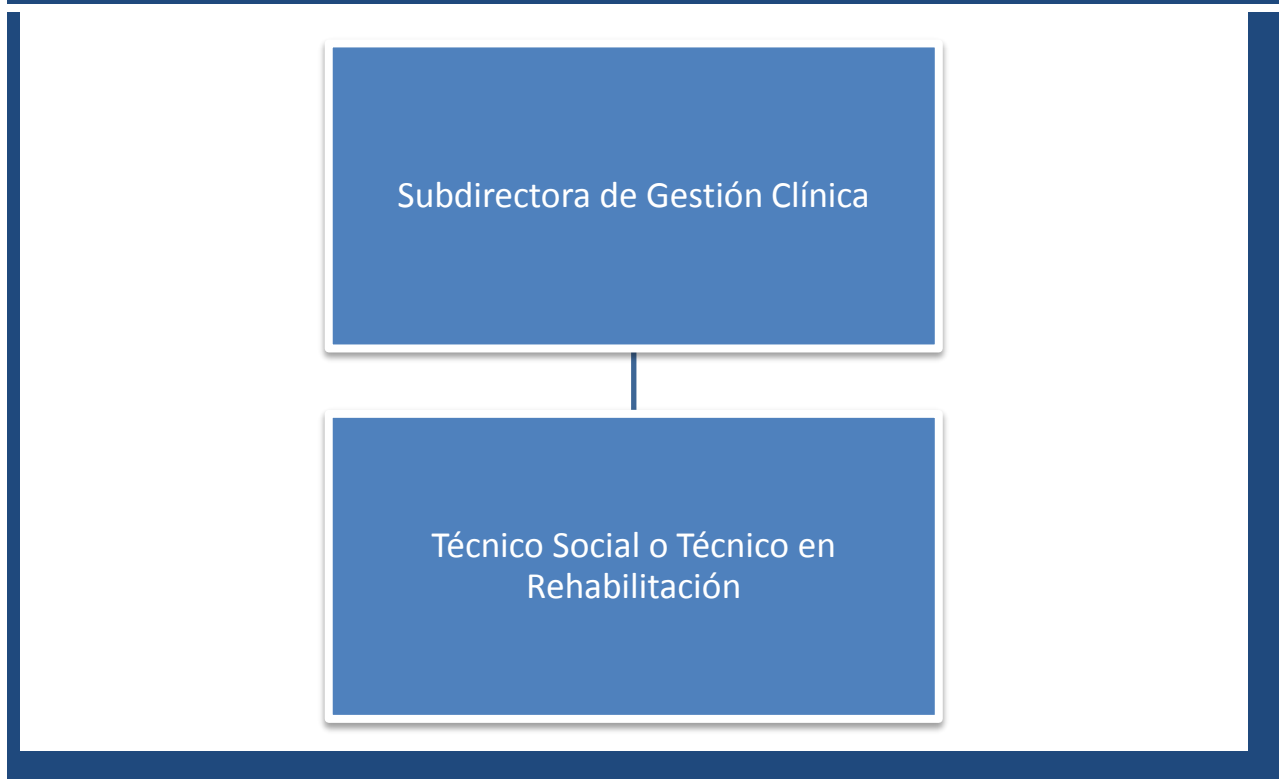 Subdirectora de Gestión Clínica
Técnico Social o Técnico en
Rehabilitación